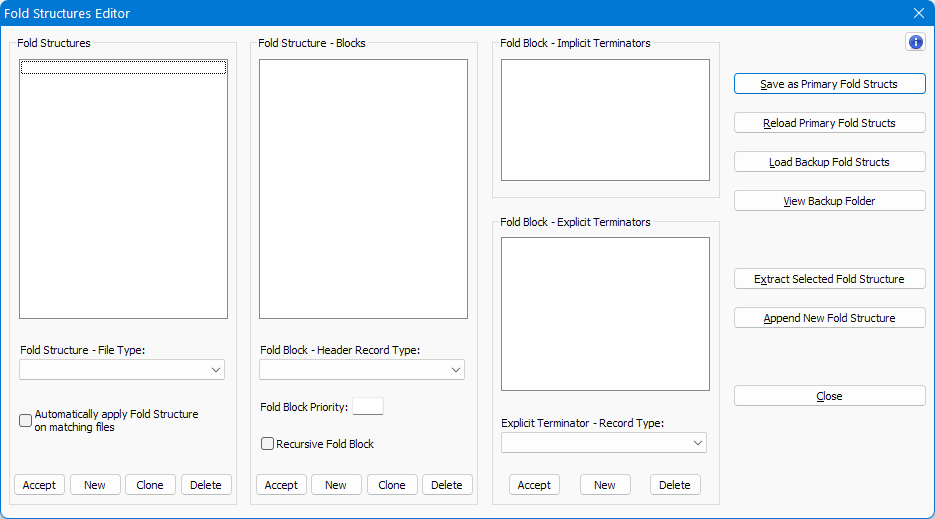 Fold Structures Editor
Fold Structures
Fold Structure - File Type:
Automatically apply Fold Structure
on matching files
Accept
New
Clone
Delete
Fold Structure - Blocks
Fold Block - Header Record Type:
Fold Block Priority:
Recursive Fold Block
Accept
New
Clone
Delete
Fold Block - Implicit Terminators
Fold Block - Explicit Terminators
Explicit Terminator - Record Type:
Accept
New
Delete
Save as Primary Fold Structs
Reload Primary Fold Structs
Load Backup Fold Structs
View Backup Folder
Extract Selected Fold Structure
Append New Fold Structure
Close